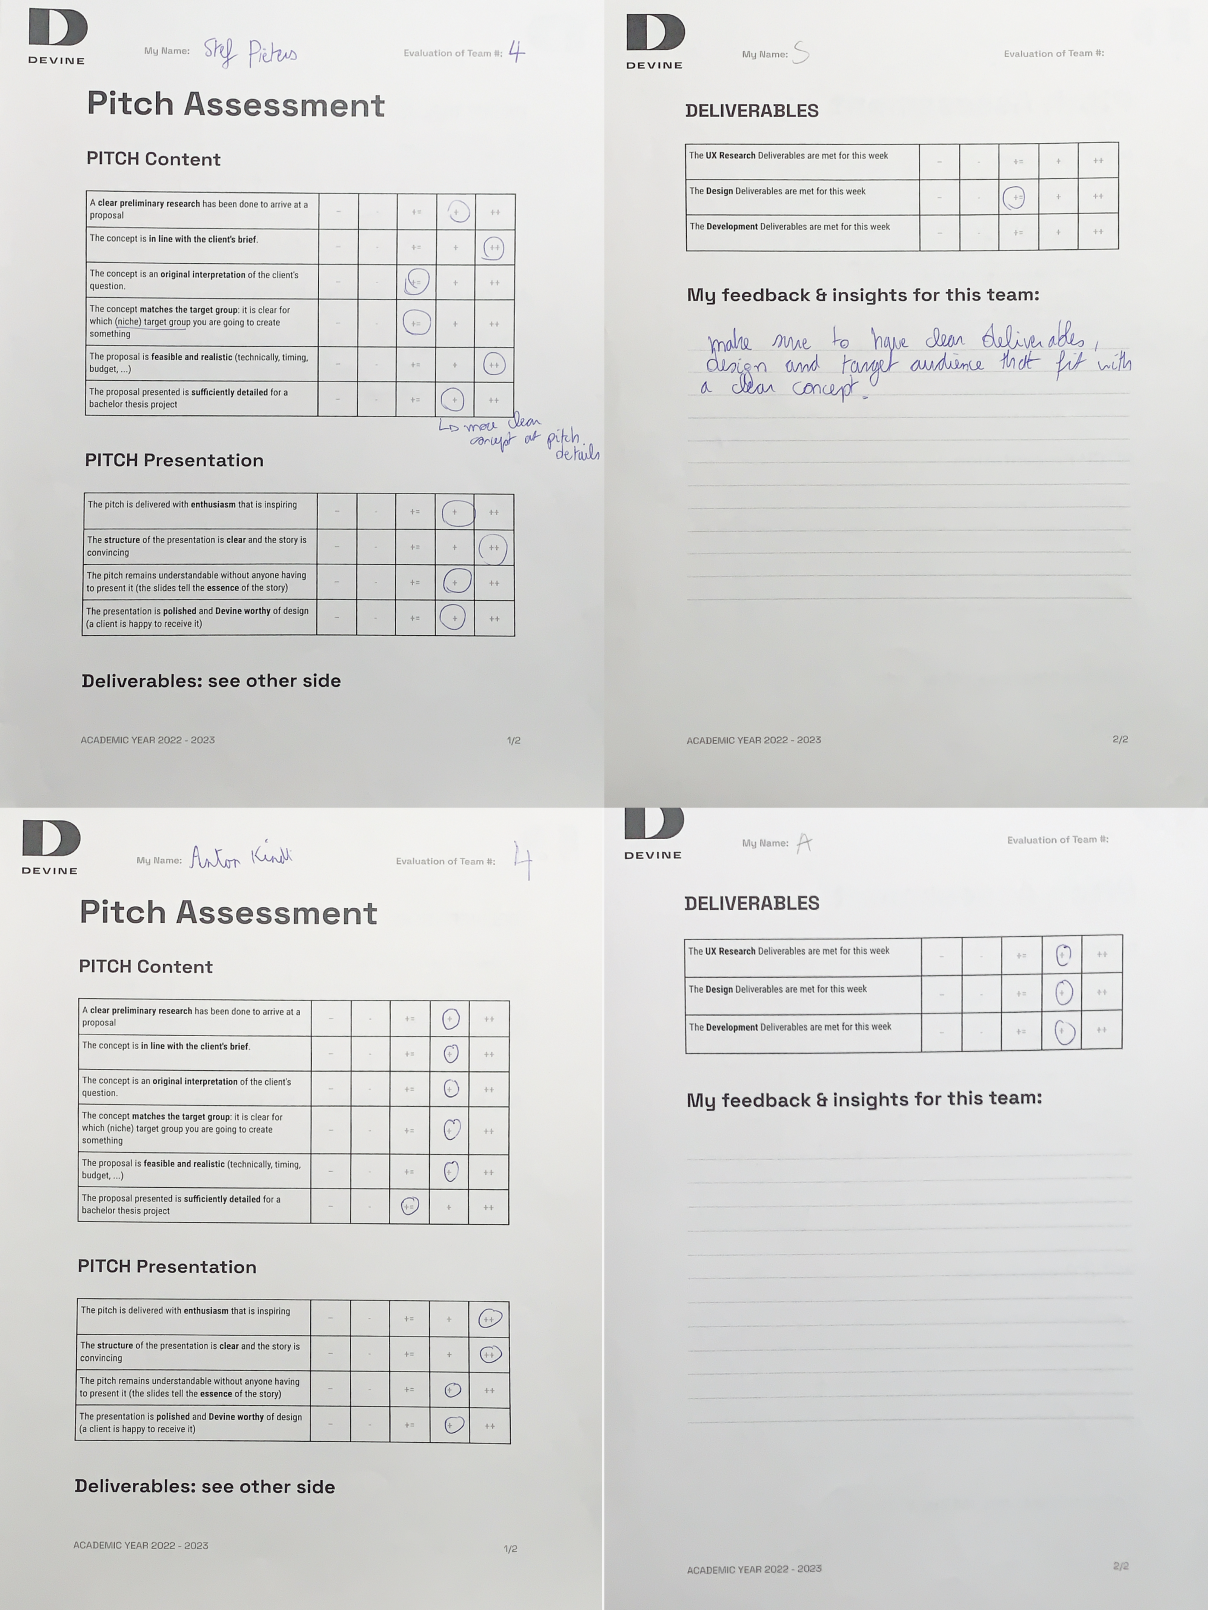 DEVINE
My Name: Stef Pieters
Evaluation of Team #: 4
Pitch Assessment
PITCH Content
A clear preliminary research has been done to arrive at a
proposal
-- - += + ++
The concept is in line with the client's brief.
-- - += + ++
The concept is an original interpretation of the client's
question.
-- - += + ++
The concept matches the target group: it is clear for
which (niche) target group you are going to create
something
-- - += + ++
The proposal is feasible and realistic (technically, timing,
budget, ...)
-- - += + ++
The proposal presented is sufficiently detailed for a
bachelor thesis project
-- - += + ++
more clear
concept at pitch
details
PITCH Presentation
The pitch is delivered with enthusiasm that is inspiring
-- - += + ++
The structure of the presentation is clear and the story is
convincing
-- - += + ++
The pitch remains understandable without anyone having
to present it (the slides tell the essence of the story)
-- - += + ++
The presentation is polished and Devine worthy of design
(a client is happy to receive it)
-- - += + ++
Deliverables: see other side
ACADEMIC YEAR 2022 - 2023
1/2
DEVINE
My Name: S
Evaluation of Team #:
DELIVERABLES
The UX Research Deliverables are met for this week
-- - += + ++
The Design Deliverables are met for this week
-- - += + ++
The Development Deliverables are met for this week
-- - += + ++
My feedback & insights for this team:
make sure to have clear deliverables,
design and target audience that fit with
a clear concept.
ACADEMIC YEAR 2022 - 2023
2/2
DEVINE
My Name: Anton
Evaluation of Team #: 4
Pitch Assessment
PITCH Content
A clear preliminary research has been done to arrive at a
proposal
-- - += + ++
The concept is in line with the client's brief.
-- - += + ++
The concept is an original interpretation of the client's
question.
-- - += + ++
The concept matches the target group: it is clear for
which (niche) target group you are going to create
something
-- - += + ++
The proposal is feasible and realistic (technically, timing,
budget, ...)
-- - += + ++
The proposal presented is sufficiently detailed for a
bachelor thesis project
-- - += + ++
PITCH Presentation
The pitch is delivered with enthusiasm that is inspiring
-- - += + ++
The structure of the presentation is clear and the story is
convincing
-- - += + ++
The pitch remains understandable without anyone having
to present it (the slides tell the essence of the story)
-- - += + ++
The presentation is polished and Devine worthy of design
(a client is happy to receive it)
-- - += + ++
Deliverables: see other side
ACADEMIC YEAR 2022 - 2023
1/2
DEVINE
My Name: A
Evaluation of Team #:
DELIVERABLES
The UX Research Deliverables are met for this week
-- - += + ++
The Design Deliverables are met for this week
-- - += + ++
The Development Deliverables are met for this week
-- - += + ++
My feedback & insights for this team:
ACADEMIC YEAR 2022 - 2023
2/2